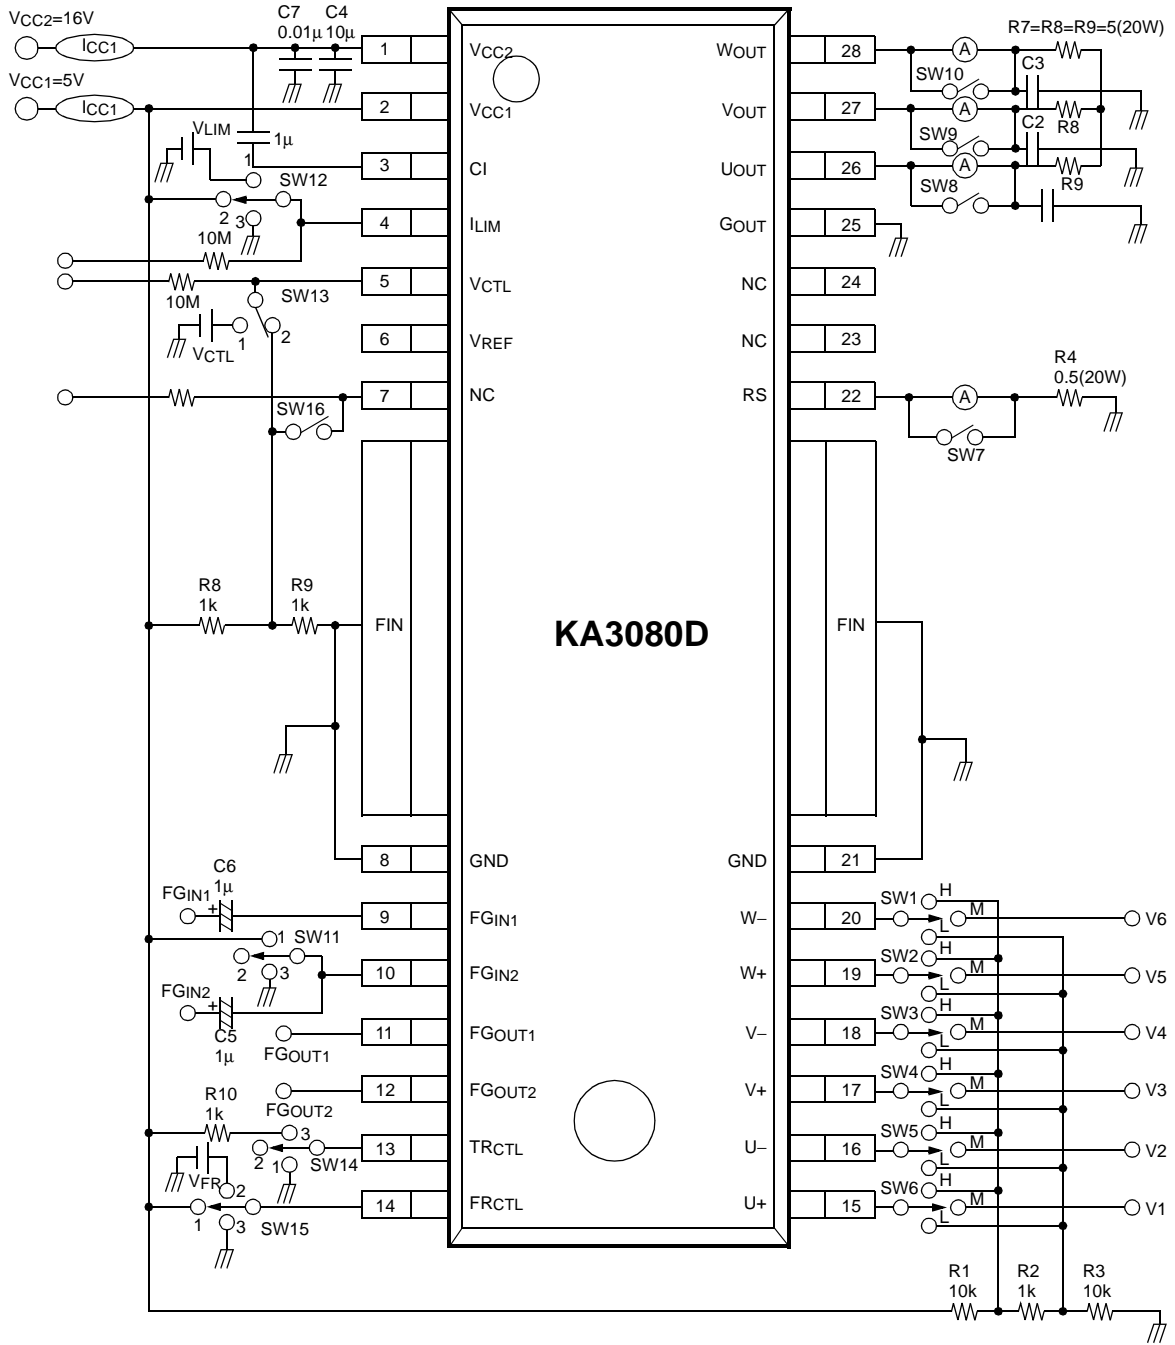 VCC2=16V
ICC1
VCC1=5V
ICC1
C7
0.01μ
C4
10μ
VLIM
1μ
1
SW12
2
3
10M
10M
SW13
1
2
VCTL
SW16
R8
1k
R9
1k
C6
1μ
FGIN1
+
1
SW11
2
3
FGIN2
+
C5
1μ
FGOUT1
FGOUT2
R10
1k
3
2
1
SW14
VFR
2
1
3
SW15
1
VCC2
2
VCC1
3
CI
4
ILIM
5
VCTL
6
VREF
7
NC
FIN
8
GND
9
FGIN1
10
FGIN2
11
FGOUT1
12
FGOUT2
13
TRCTL
14
FRCTL
KA3080D
WOUT
28
VOUT
27
UOUT
26
GOUT
25
NC
24
NC
23
RS
22
FIN
GND
21
W–
20
W+
19
V–
18
V+
17
U–
16
U+
15
R7=R8=R9=5(20W)
A
SW10
C3
A
R8
SW9
C2
A
R9
SW8
A
R4
0.5(20W)
SW7
SW1
H
M
L
V6
SW2
H
M
L
V5
SW3
H
M
L
V4
SW4
H
M
L
V3
SW5
H
M
L
V2
SW6
H
M
L
V1
R1
10k
R2
1k
R3
10k